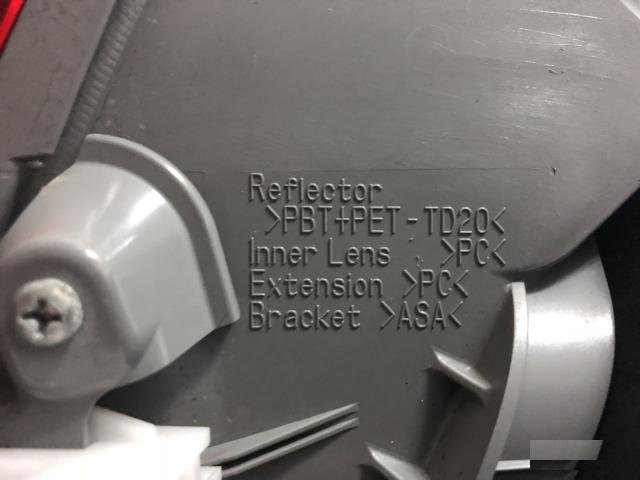 Reflector
>PBT+PET-TD20<
Inner Lens >PC<
Extension >PC<
Bracket >ASA<